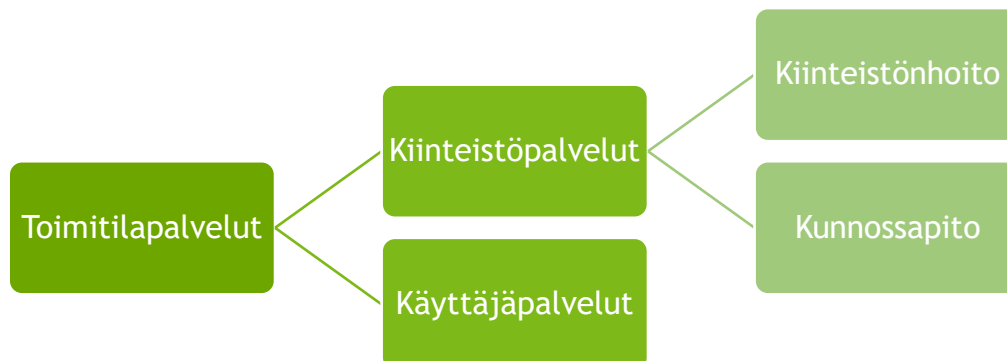 Kiinteistönhoito
Kiinteistöpalvelut
Toimitilapalvelut
Kunnossapito
Käyttäjäpalvelut